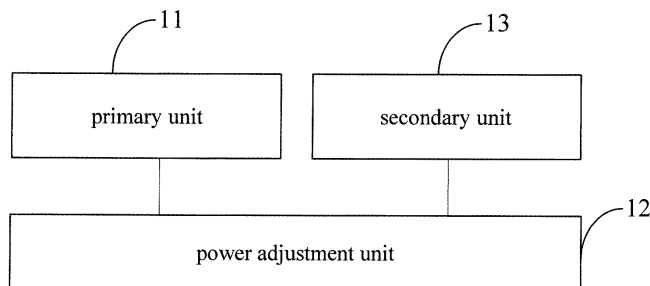 11
13
primary unit
secondary unit
12
power adjustment unit